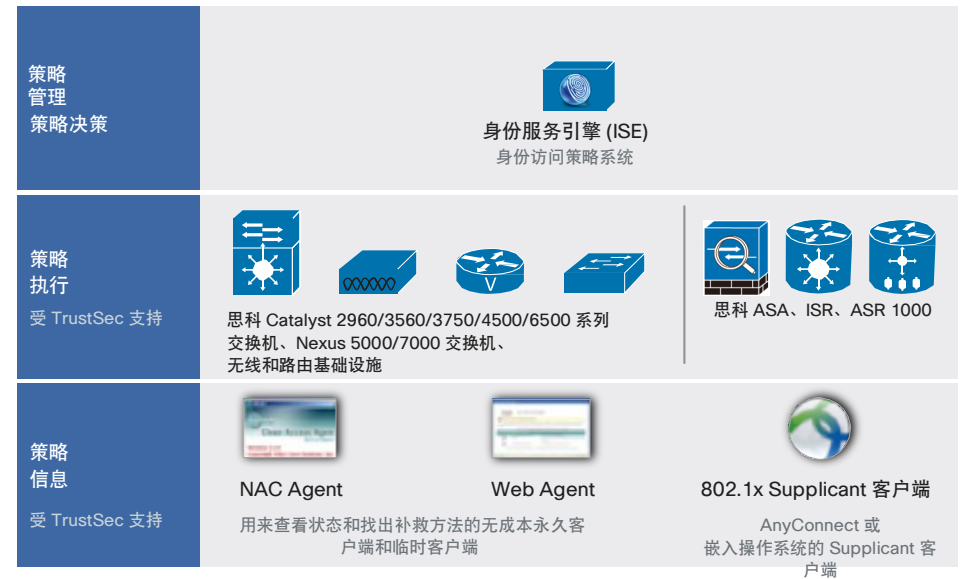 策略
管理
策略决策
身份服务引擎 (ISE)
身份访问策略系统
策略
执行
受 TrustSec 支持
V
思科 Catalyst 2960/3560/3750/4500/6500 系列
交换机、Nexus 5000/7000 交换机、
无线和路由基础设施
思科 ASA、ISR、ASR 1000
策略
信息
受 TrustSec 支持
Clean Access Agent
NAC Agent
用来查看状态和找出补救方法的无成本永久客
户端和临时客户端
Web Agent
802.1x Supplicant 客户端
AnyConnect 或
嵌入操作系统的 Supplicant 客
户端